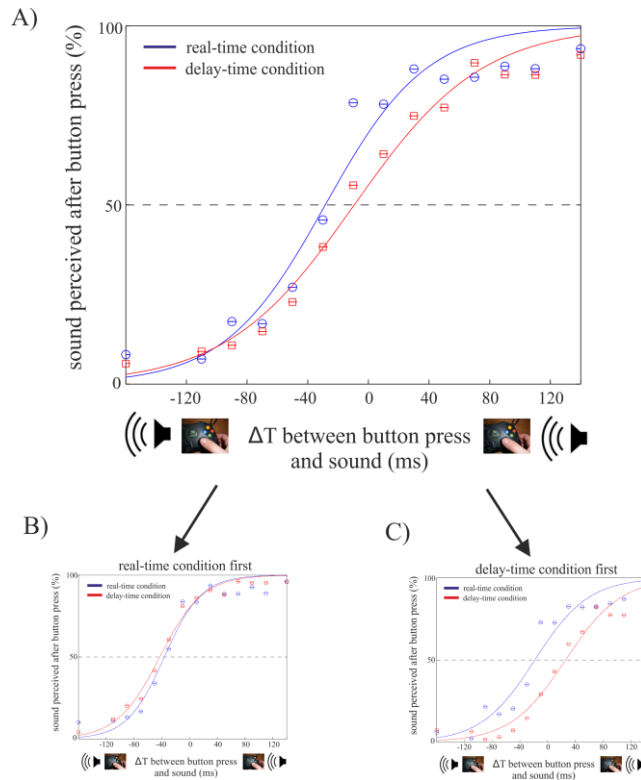 A)
100
real-time condition
delay-time condition
sound perceived after button press (%)
50
0
-120 -80 -40 0 40 80 120
ΔT between button press
and sound (ms)
B)
real-time condition first
100
real-time condition
delay-time condition
sound perceived after button press (%)
50
0
-120 -80 -40 0 40 80 120
ΔT between button press
and sound (ms)
C)
delay-time condition first
100
real-time condition
delay-time condition
sound perceived after button press (%)
50
0
-120 -80 -40 0 40 80 120
ΔT between button press
and sound (ms)